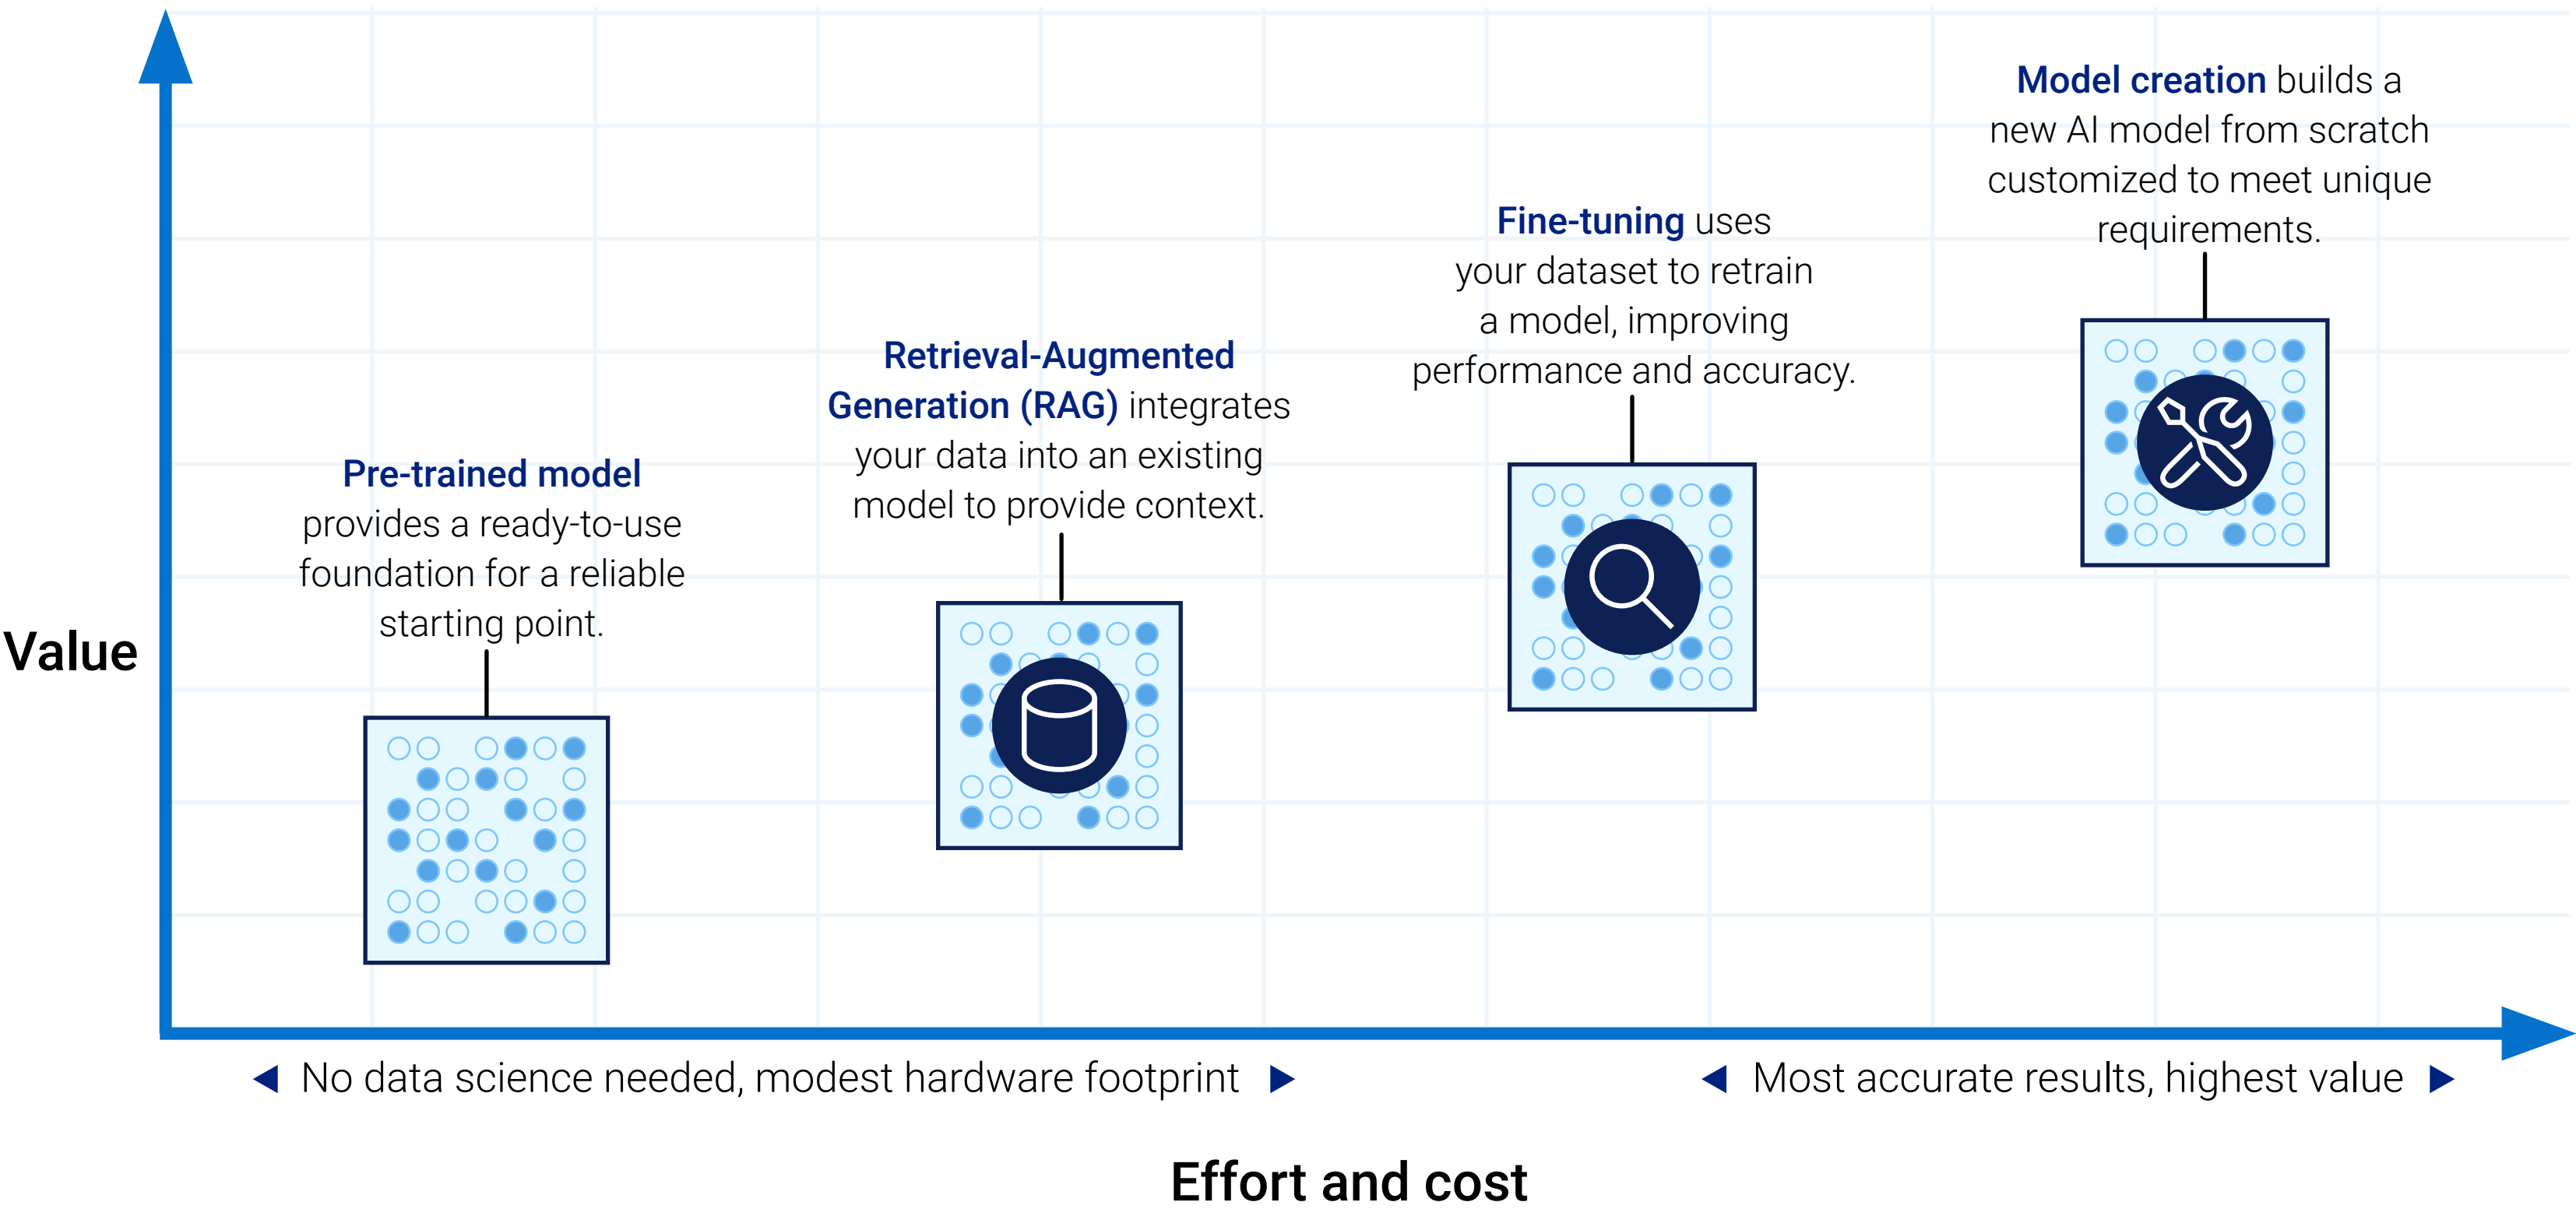 Value
Pre-trained model
provides a ready-to-use
foundation for a reliable
starting point.
Retrieval-Augmented
Generation (RAG) integrates
your data into an existing
model to provide context.
Fine-tuning uses
your dataset to retrain
a model, improving
performance and accuracy.
Model creation builds a
new AI model from scratch
customized to meet unique
requirements.
No data science needed, modest hardware footprint
Most accurate results, highest value
Effort and cost